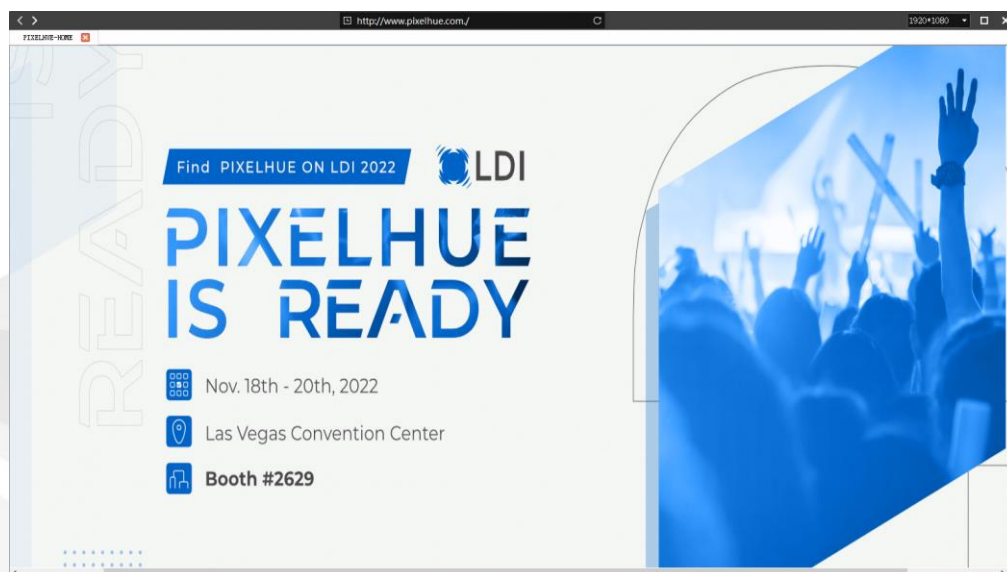 http://www.pixelhue.com./
1920*1080
PIXELHUE-HOME
READY
Find PIXELHUE ON LDI 2022
LDI
PIXELHUE
IS READY
Nov. 18th - 20th, 2022
Las Vegas Convention Center
Booth #2629